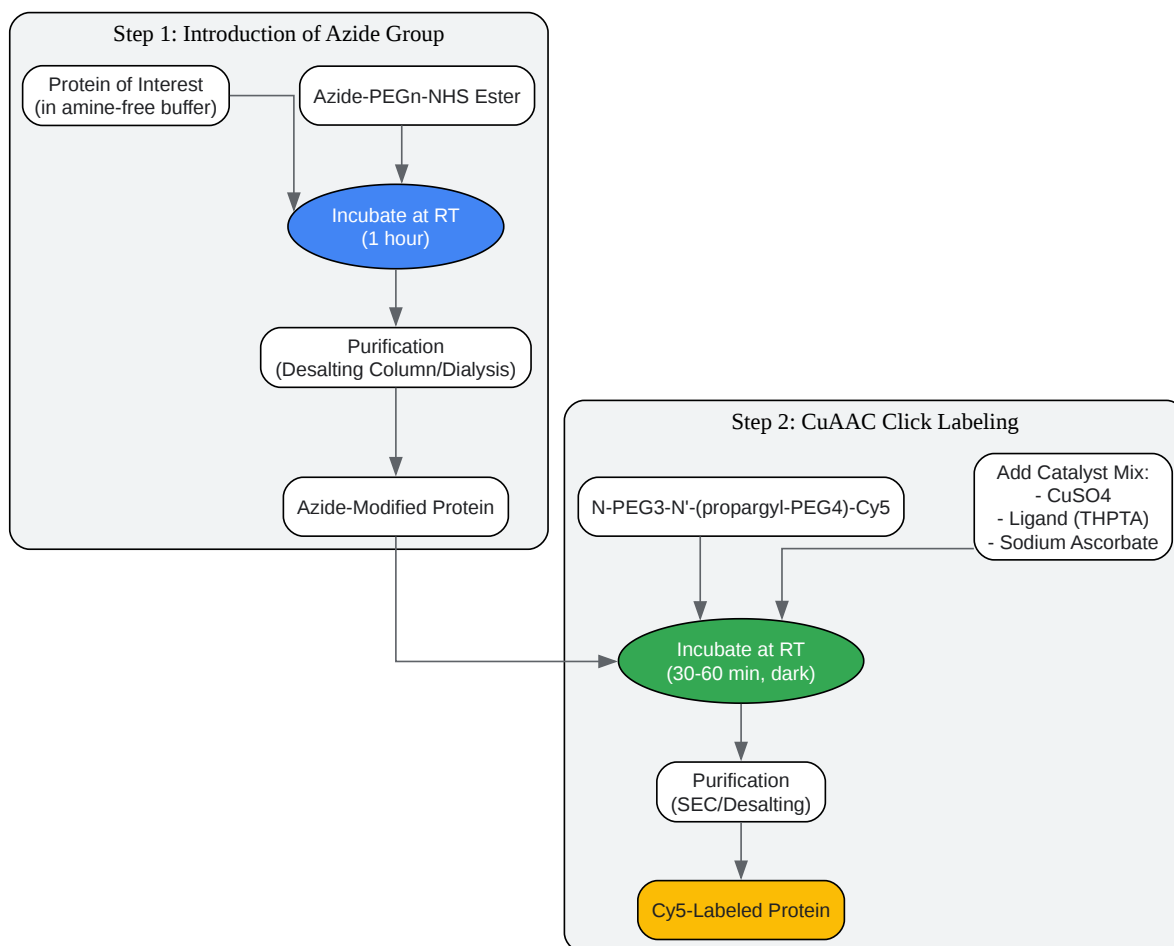 Step 1: Introduction of Azide Group
Protein of Interest
(in amine-free buffer)
Azide-PEGn-NHS Ester
Incubate at RT
(1 hour)
Purification
(Desalting Column/Dialysis)
Azide-Modified Protein
Step 2: CuAAC Click Labeling
N-PEG3-N'-(propargyl-PEG4)-Cy5
Add Catalyst Mix:
- CuSO4
- Ligand (THPTA)
- Sodium Ascorbate
Incubate at RT
(30-60 min, dark)
Purification
(SEC/Desalting)
Cy5-Labeled Protein